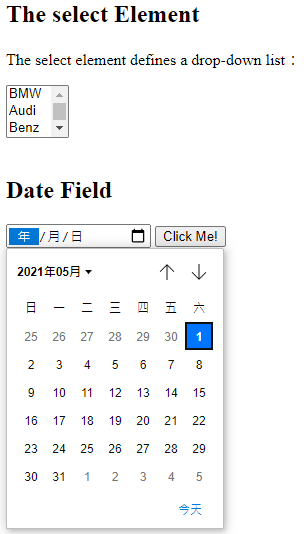 The select Element
The select element defines a drop-down list：
BMW
Audi
Benz
Date Field
年/月/日 Click Me!
2021年05月
日 一 二 三 四 五 六
25 26 27 28 29 30 1
2 3 4 5 6 7 8
9 10 11 12 13 14 15
16 17 18 19 20 21 22
23 24 25 26 27 28 29
30 31 1 2 3 4 5
今天